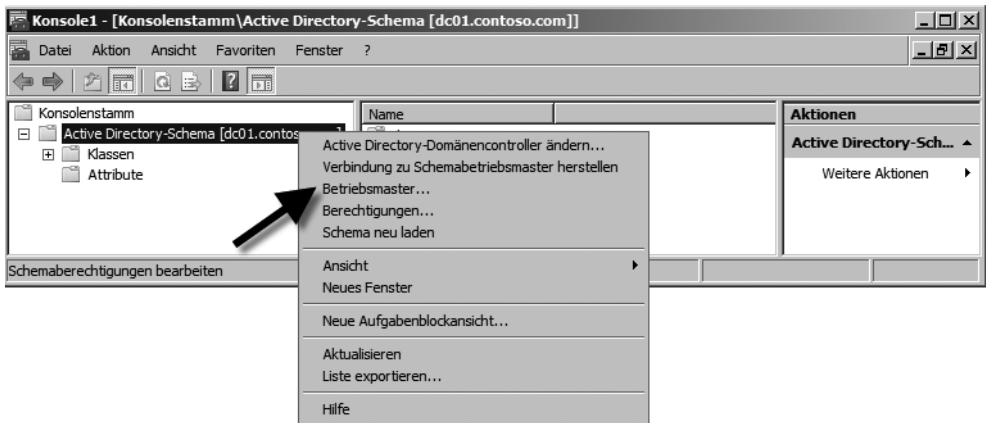 Konsole1 - [Konsolenstamm\Active Directory-Schema [dc01.contoso.com]]
Datei Aktion Ansicht Favoriten Fenster ?
Konsolenstamm
Active Directory-Schema [dc01.contos
Klassen
Attribute
Name
Active Directory-Domänencontroller ändern...
Verbindung zu Schemabetriebsmaster herstellen
Betriebsmaster...
Berechtigungen...
Schema neu laden
Ansicht
Neues Fenster
Neue Aufgabenblockansicht...
Aktualisieren
Liste exportieren...
Hilfe
Aktionen
Active Directory-Sch...
Weitere Aktionen
Schemaberechtigungen bearbeiten